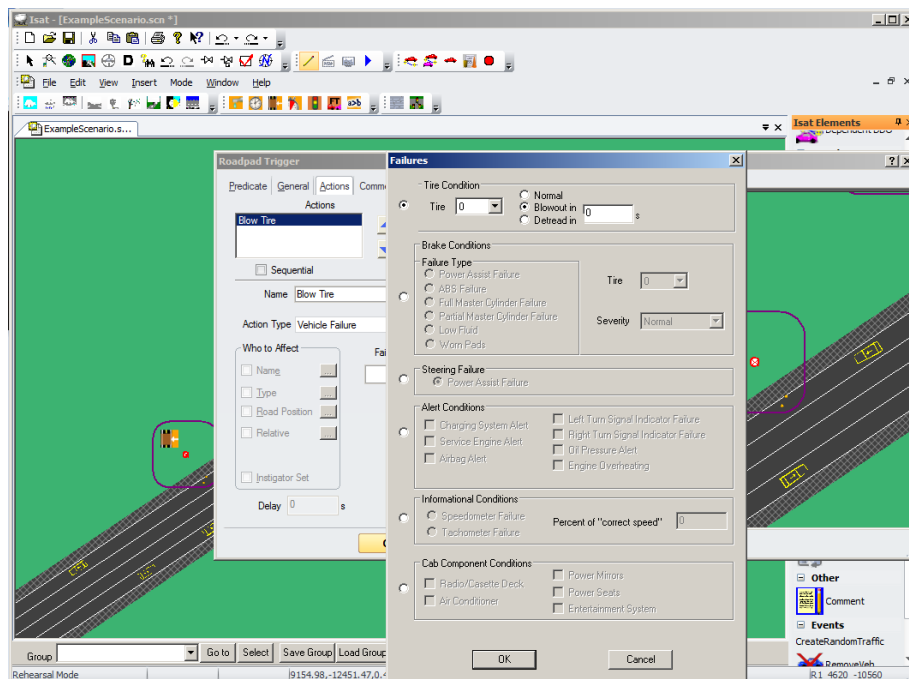 Isat - [ExampleScenario.scn *]
File Edit View Insert Mode Window Help
ExampleScenario.s...
Isat Elements
Roadpad Trigger
Predicate General Actions Comm
Actions
Blow Tire
Sequential
Name Blow Tire
Action Type Vehicle Failure
Who to Affect
Fai
Name ...
Type ...
Road Position ...
Relative ...
Instigator Set
Delay 0 s
Failures
Tire Condition
Tire 0
Normal
Blowout in 0 s
Detread in
Brake Conditions
Failure Type
Power Assist Failure
ABS Failure
Full Master Cylinder Failure
Partial Master Cylinder Failure
Low Fluid
Worn Pads
Tire 0
Severity Normal
Steering Failure
Power Assist Failure
Alert Conditions
Charging System Alert
Service Engine Alert
Airbag Alert
Left Turn Signal Indicator Failure
Right Turn Signal Indicator Failure
Oil Pressure Alert
Engine Overheating
Informational Conditions
Speedometer Failure
Tachometer Failure
Percent of "correct speed" 0
Cab Component Conditions
Radio/Casette Deck
Air Conditioner
Power Mirrors
Power Seats
Entertainment System
OK Cancel
Other
Comment
Events
CreateRandomTraffic
RemoveVeh
Group Go to Select Save Group Load Group
Rehearsal Mode 9154.98,-12451.47,0. R1 4620 -10560